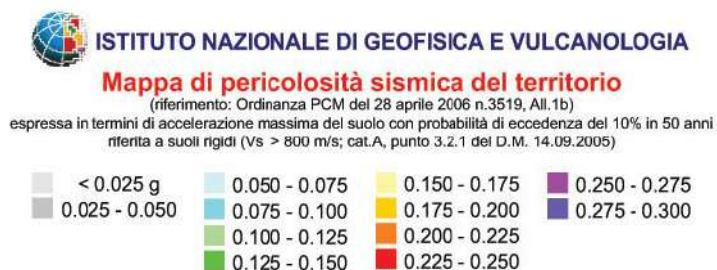 ISTITUTO NAZIONALE DI GEOFISICA E VULCANOLOGIA
Mappa di pericolosità sismica del territorio
(riferimento: Ordinanza PCM del 28 aprile 2006 n.3519, All.1b)
espressa in termini di accelerazione massima del suolo con probabilità di eccedenza del 10% in 50 anni
riferita a suoli rigidi (Vs > 800 m/s; cat.A, punto 3.2.1 del D.M. 14.09.2005)
< 0.025 g
0.025 - 0.050
0.050 - 0.075
0.075 - 0.100
0.100 - 0.125
0.125 - 0.150
0.150 - 0.175
0.175 - 0.200
0.200 - 0.225
0.225 - 0.250
0.250 - 0.275
0.275 - 0.300